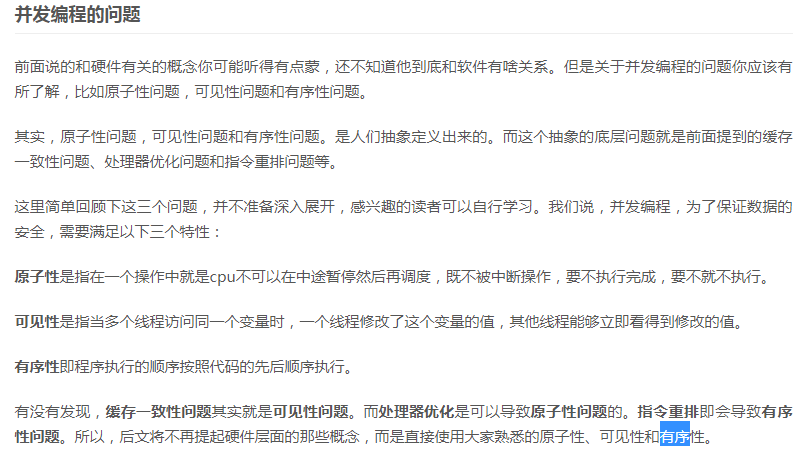 并发编程的问题
前面说的和硬件有关的概念你可能听得有点蒙，还不知道他到底和软件有啥关系。但是关于并发编程的问题你应该有
所了解，比如原子性问题，可见性问题和有序性问题。
其实，原子性问题，可见性问题和有序性问题。是人们抽象定义出来的。而这个抽象的底层问题就是前面提到的缓存
一致性问题、处理器优化问题和指令重排问题等。
这里简单回顾下这三个问题，并不准备深入展开，感兴趣的读者可以自行学习。我们说，并发编程，为了保证数据的
安全，需要满足以下三个特性：
原子性是指在一个操作中就是cpu不可以在中途暂停然后再调度，既不被中断操作，要不执行完成，要不就不执行。
可见性是指当多个线程访问同一个变量时，一个线程修改了这个变量的值，其他线程能够立即看得到修改的值。
有序性即程序执行的顺序按照代码的先后顺序执行。
有没有发现，缓存一致性问题其实就是可见性问题。而处理器优化是可以导致原子性问题的。指令重排即会导致有序
性问题。所以，后文将不再提起硬件层面的那些概念，而是直接使用大家熟悉的原子性、可见性和有序性。